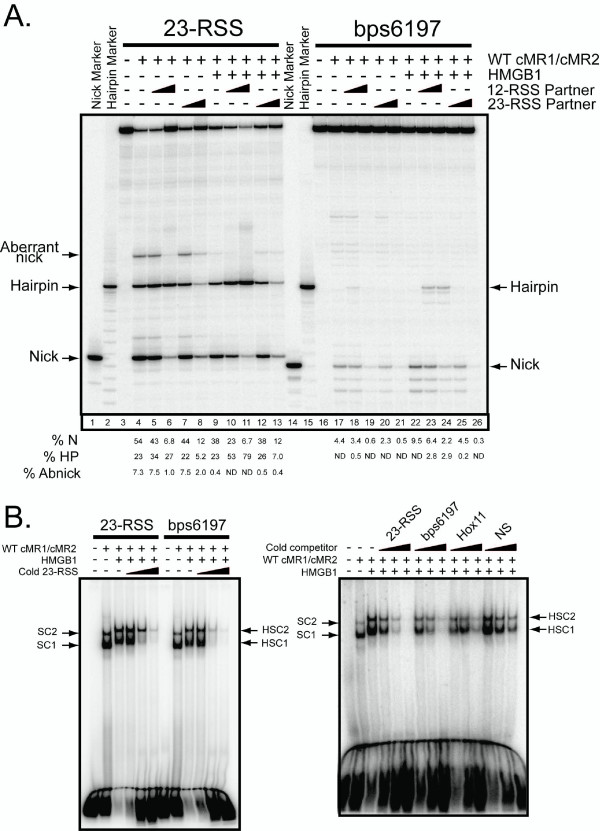 A.
23-RSS bps6197
Nick Marker Hairpin Marker - + + + + + + + + + + Nick Marker Hairpin Marker - + + + + + + + + + + WT cMR1/cMR2
- - - - - - + + + + + - - - - - - + + + + + HMGB1
12-RSS Partner
23-RSS Partner
Aberrant nick
Hairpin Hairpin
Nick Nick
1 2 3 4 5 6 7 8 9 10 11 12 13 14 15 16 17 18 19 20 21 22 23 24 25 26
% N 54 43 6.8 44 12 38 23 6.7 38 12 4.4 3.4 0.6 2.3 0.5 9.5 6.4 2.2 4.5 0.3
% HP 23 34 27 22 5.2 23 53 79 26 7.0 ND 0.5 ND ND ND ND 2.8 2.9 0.2 ND
% Abnick 7.3 7.5 1.0 7.5 2.0 0.4 ND ND 0.5 0.4
B.
23-RSS bps6197
WT cMR1/cMR2 - + + + + + - + + + + +
HMGB1
Cold 23-RSS
SC2 HSC2
SC1 HSC1
23-RSS bps6197 Hox11 NS
Cold competitor
WT cMR1/cMR2
HMGB1
SC2 HSC2
SC1 HSC1